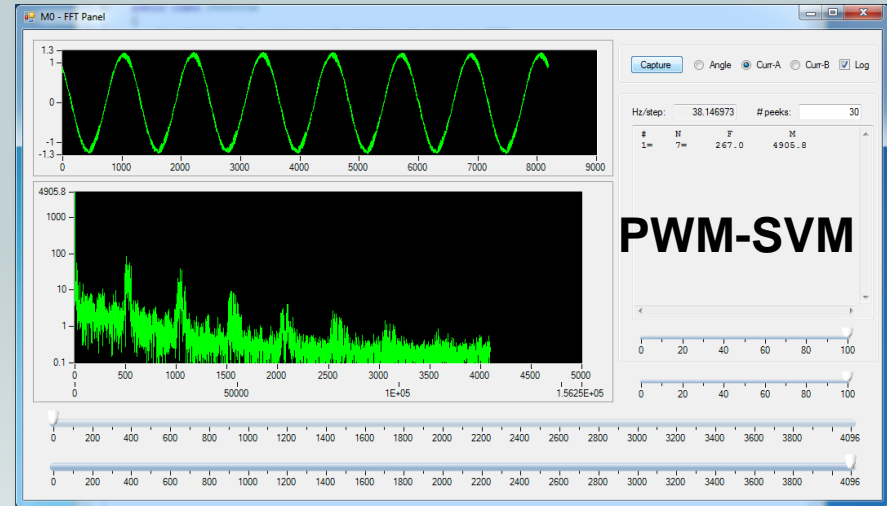 M0 - FFT Panel
1.3
1
0
-1
-1.3
0 1000 2000 3000 4000 5000 6000 7000 8000 9000
Capture Angle Curr-A Curr-B Log
Hz/step: 38.146973 #peeks: 30
# N F M
1= 7= 267.0 4905.8
PWM-SVM
4905.8
1000
100
10
1
0.1
0 500 1000 1500 2000 2500 3000 3500 4000 4500 5000
0 50000 1E+05 1.5625E+05
0 20 40 60 80 100
0 20 40 60 80 100
0 200 400 600 800 1000 1200 1400 1600 1800 2000 2200 2400 2600 2800 3000 3200 3400 3600 3800 4096
0 200 400 600 800 1000 1200 1400 1600 1800 2000 2200 2400 2600 2800 3000 3200 3400 3600 3800 4096